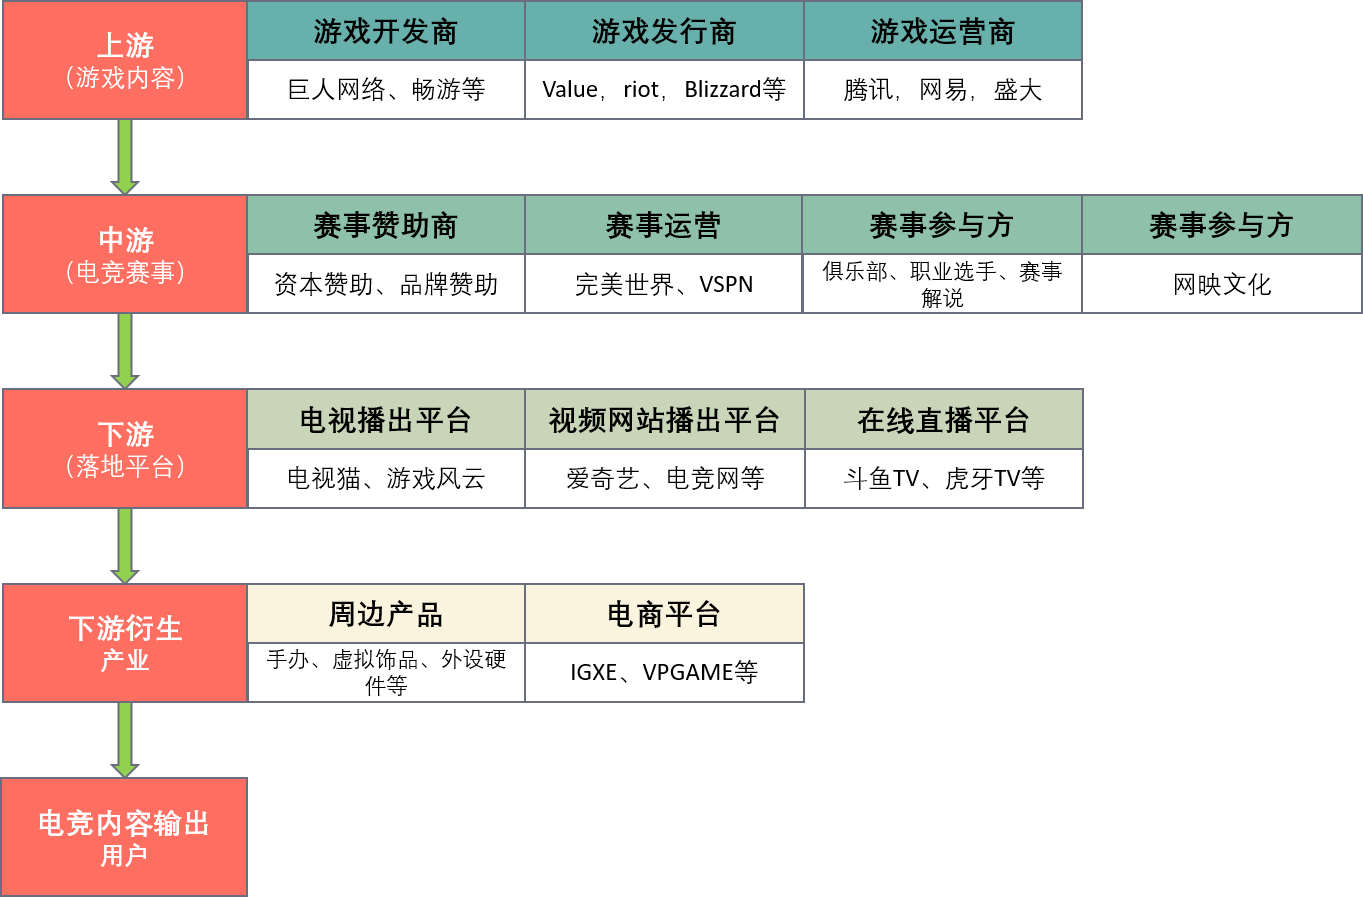 上游
（游戏内容）
游戏开发商
游戏发行商
游戏运营商
巨人网络、畅游等
Value，riot，Blizzard等
腾讯，网易，盛大
中游
（电竞赛事）
赛事赞助商
赛事运营
赛事参与方
赛事参与方
资本赞助、品牌赞助
完美世界、VSPN
俱乐部、职业选手、赛事
解说
网映文化
下游
（落地平台）
电视播出平台
视频网站播出平台
在线直播平台
电视猫、游戏风云
爱奇艺、电竞网等
斗鱼TV、虎牙TV等
下游衍生
产业
周边产品
电商平台
手办、虚拟饰品、外设硬
件等
IGXE、VPGAME等
电竞内容输出
用户